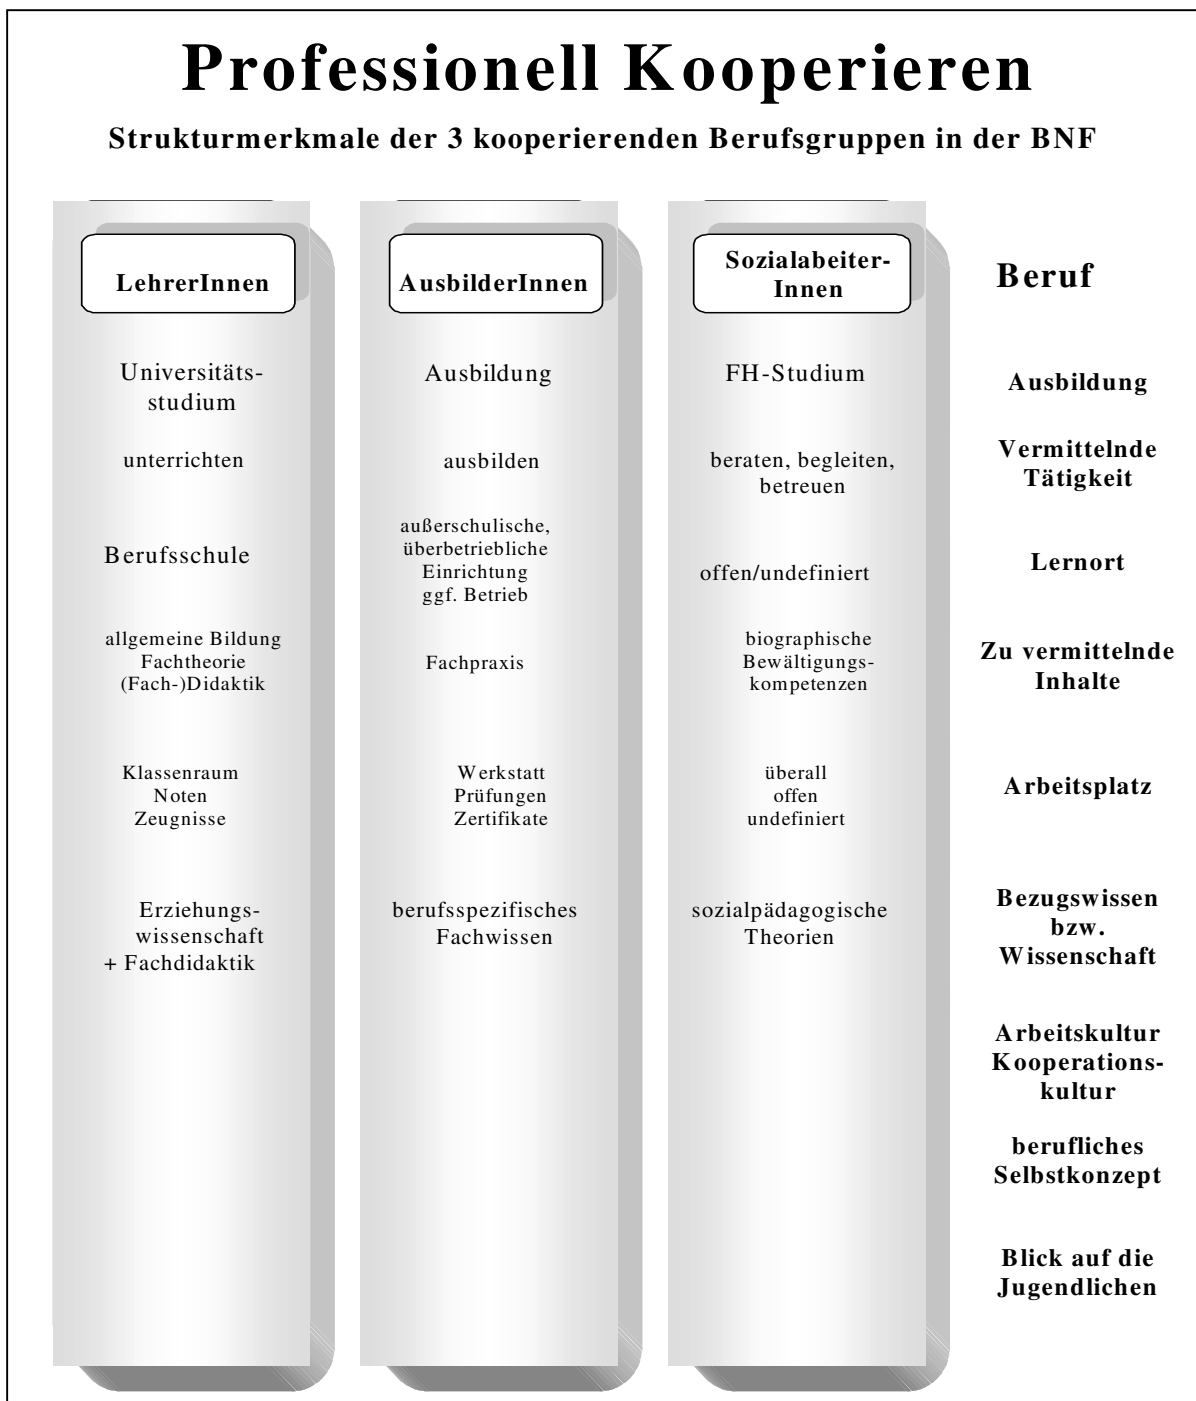 Professionell Kooperieren
Strukturmerkmale der 3 kooperierenden Berufsgruppen in der BNF
LehrerInnen
AusbilderInnen
Sozialabeiter-
Innen
Beruf
Universitäts-
studium
Ausbildung
FH-Studium
Ausbildung
unterrichten
ausbilden
beraten, begleiten,
betreuen
Vermittelnde
Tätigkeit
Berufsschule
außerschulische,
überbetriebliche
Einrichtung
ggf. Betrieb
offen/undefiniert
Lernort
allgemeine Bildung
Fachtheorie
(Fach-)Didaktik
Fachpraxis
biographische
Bewältigungs-
kompetenzen
Zu vermittelnde
Inhalte
Klassenraum
Noten
Zeugnisse
Werkstatt
Prüfungen
Zertifikate
überall
offen
undefiniert
Arbeitsplatz
Erziehungs-
wissenschaft
+ Fachdidaktik
berufsspezifisches
Fachwissen
sozialpädagogische
Theorien
Bezugswissen
bzw.
Wissenschaft
Arbeitskultur
Kooperations-
kultur
berufliches
Selbstkonzept
Blick auf die
Jugendlichen